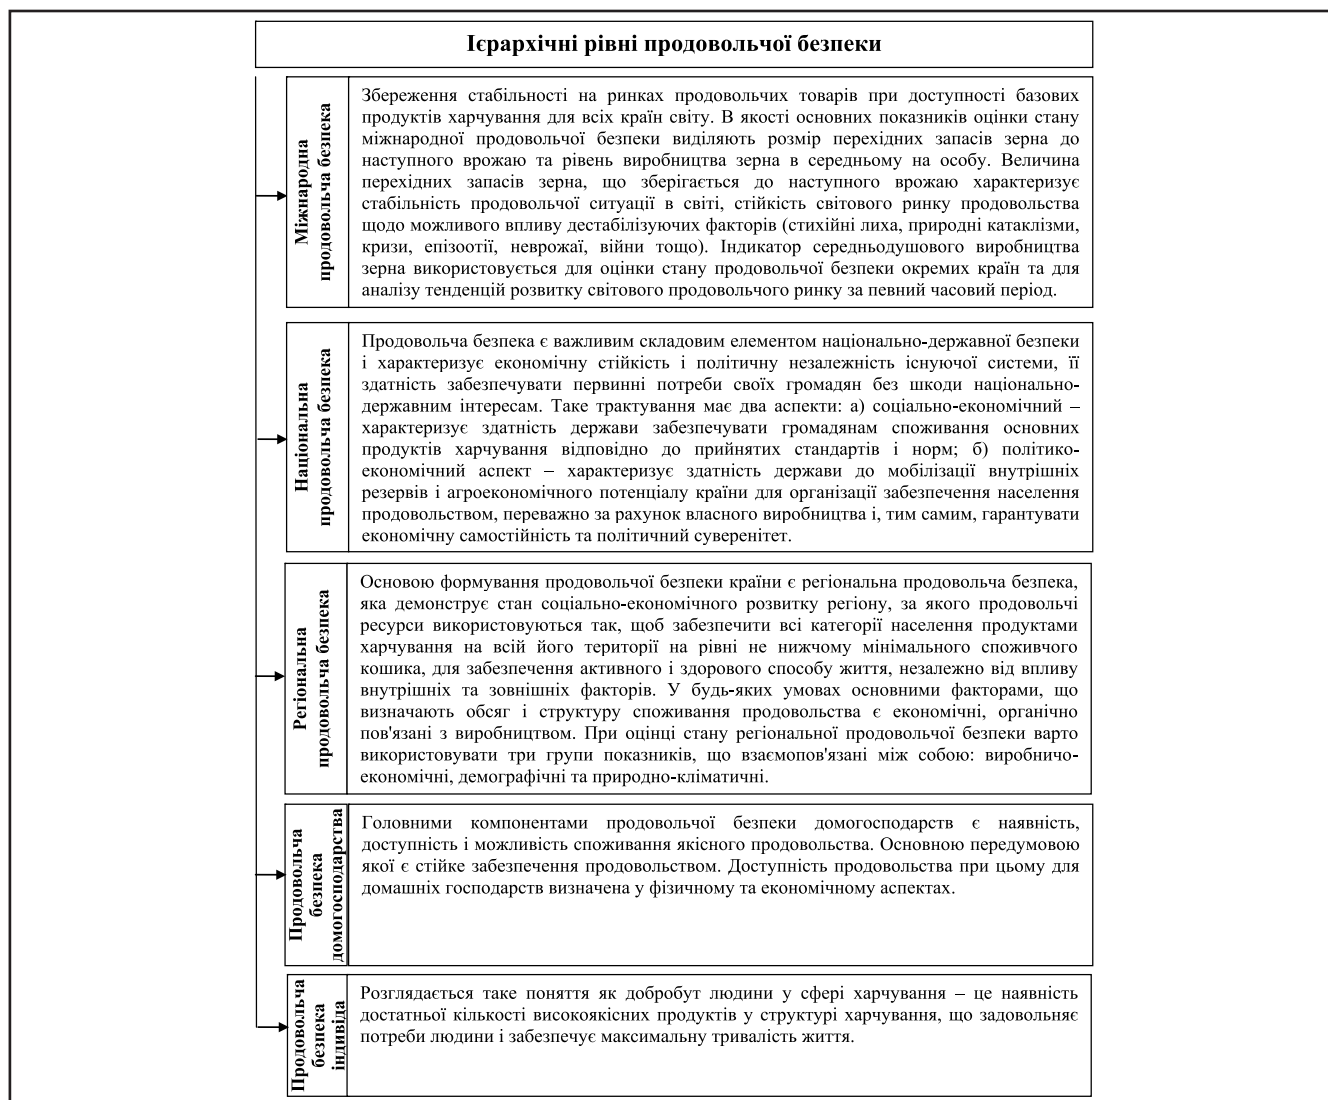 Ієрархічні рівні продовольчої безпеки
Міжнародна
продовольча безпека
Збереження стабільності на ринках продовольчих товарів при доступності базових
продуктів харчування для всіх країн світу. В якості основних показників оцінки стану
міжнародної продовольчої безпеки виділяють розмір перехідних запасів зерна до
наступного врожаю та рівень виробництва зерна в середньому на особу. Величина
перехідних запасів зерна, що зберігається до наступного врожаю характеризує
стабільність продовольчої ситуації в світі, стійкість світового ринку продовольства
щодо можливого впливу дестабілізуючих факторів (стихійні лиха, природні катаклізми,
кризи, епізоотії, неврожаї, війни тощо). Індикатор середньодушового виробництва
зерна використовується для оцінки стану продовольчої безпеки окремих країн та для
аналізу тенденцій розвитку світового продовольчого ринку за певний часовий період.
Національна
продовольча безпека
Продовольча безпека є важливим складовим елементом національно-державної безпеки
і характеризує економічну стійкість і політичну незалежність існуючої системи, її
здатність забезпечувати первинні потреби своїх громадян без шкоди національно-
державним інтересам. Таке трактування має два аспекти: а) соціально-економічний –
характеризує здатність держави забезпечувати громадянам споживання основних
продуктів харчування відповідно до прийнятих стандартів і норм; б) політико-
економічний аспект – характеризує здатність держави до мобілізації внутрішніх
резервів і агроекономічного потенціалу країни для організації забезпечення населення
продовольством, переважно за рахунок власного виробництва і, тим самим, гарантувати
економічну самостійність та політичний суверенітет.
Регіональна
продовольча безпека
Основою формування продовольчої безпеки країни є регіональна продовольча безпека,
яка демонструє стан соціально-економічного розвитку регіону, за якого продовольчі
ресурси використовуються так, щоб забезпечити всі категорії населення продуктами
харчування на всій його території на рівні не нижчому мінімального споживчого
кошика, для забезпечення активного і здорового способу життя, незалежно від впливу
внутрішніх та зовнішніх факторів. У будь-яких умовах основними факторами, що
визначають обсяг і структуру споживання продовольства є економічні, органічно
пов'язані з виробництвом. При оцінці стану регіональної продовольчої безпеки варто
використовувати три групи показників, що взаємопов'язані між собою: виробничо-
економічні, демографічні та природно-кліматичні.
Продовольча
безпека
домогосподарства
Головними компонентами продовольчої безпеки домогосподарств є наявність,
доступність і можливість споживання якісного продовольства. Основною передумовою
якої є стійке забезпечення продовольством. Доступність продовольства при цьому для
домашніх господарств визначена у фізичному та економічному аспектах.
Продовольча
безпека
індивіда
Розглядається таке поняття як добробут людини у сфері харчування – це наявність
достатньої кількості високоякісних продуктів у структурі харчування, що задовольняє
потреби людини і забезпечує максимальну тривалість життя.